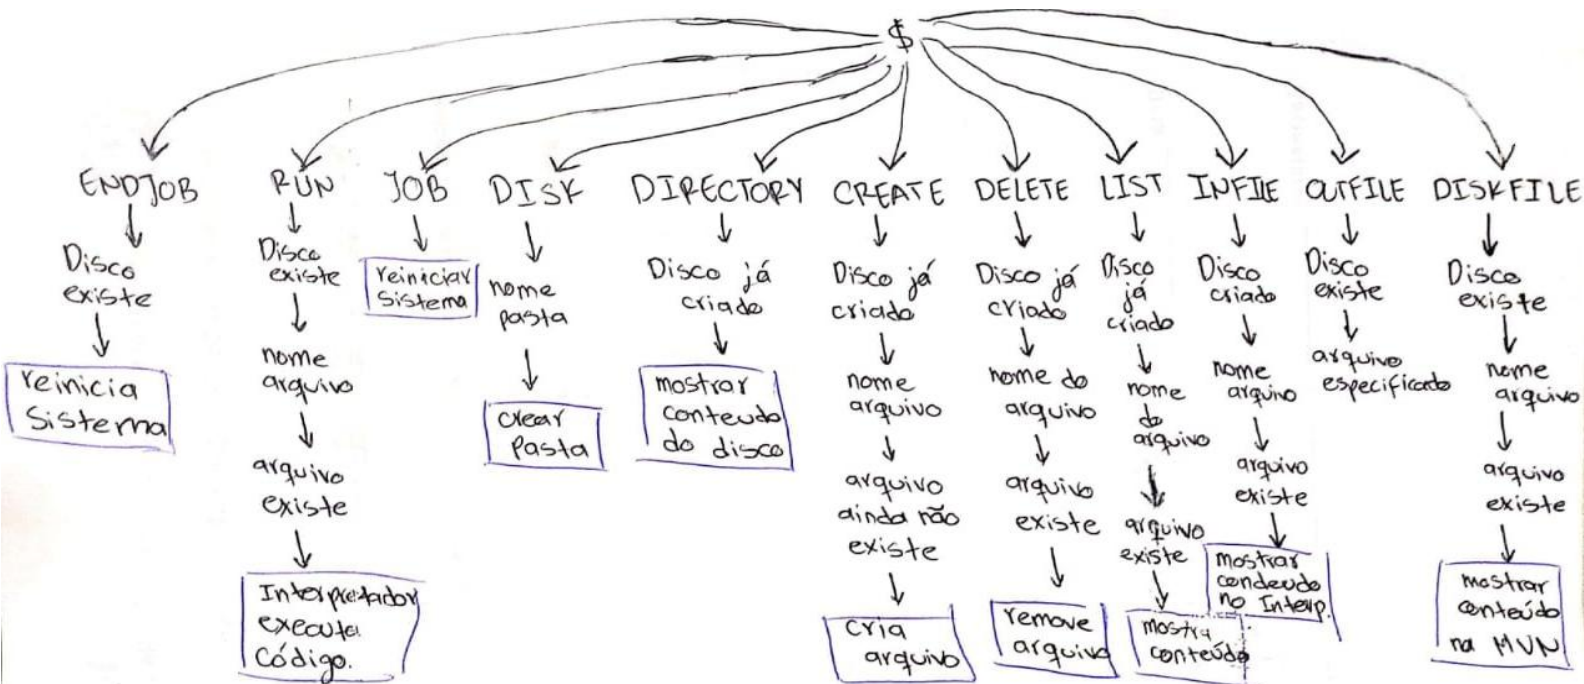 $
ENDJOB
Disco
existe
reinicia
Sistema
RUN
Disco
existe
nome
arquivo
arquivo
existe
Interpretador
executa
Código.
JOB
reiniciar
Sistema
DISK
nome
pasta
crear
Pasta
DIRECTORY
Disco já
criado
mostrar
conteudo
do disco
CREATE
Disco já
criado
nome
arquivo
arquivo
ainda não
existe
cria
arquivo
DELETE
Disco já
criado
nome do
arquivo
arquivo
existe
remove
arquivo
LIST
Disco
já
criado
nome
do
arquivo
arquivo
existe
mostra
conteúdo
INFILE
Disco
criado
nome
arquivo
arquivo
existe
mostrar
condeudo
no Interp.
OUTFILE
Disco
existe
arquivo
especificado
DISKFILE
Disco
existe
nome
arquivo
arquivo
existe
mostrar
conteúdo
na MVN